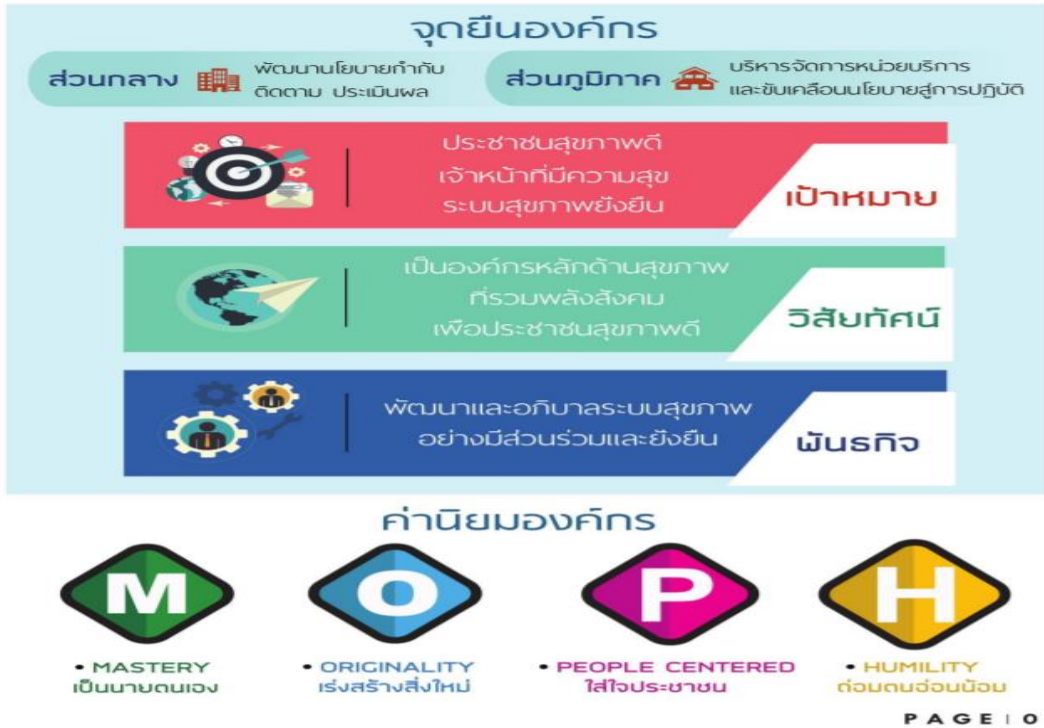 จุดยืนองค์กร
ส่วนกลาง
พัฒนานโยบายกำกับ
ติดตาม ประเมินผล
ส่วนภูมิภาค
บริหารจัดการหน่วยบริการ
และขับเคลื่อนนโยบายสู่การปฏิบัติ
ประชาชนสุขภาพดี
เจ้าหน้าที่มีความสุข
ระบบสุขภาพยั่งยืน
เป้าหมาย
เป็นองค์กรหลักด้านสุขภาพ
ที่รวมพลังสังคม
เพื่อประชาชนสุขภาพดี
วิสัยทัศน์
พัฒนาและอภิบาลระบบสุขภาพ
อย่างมีส่วนร่วมและยั่งยืน
พันธกิจ
ค่านิยมองค์กร
M
O
P
H
• MASTERY
เป็นนายตนเอง
• ORIGINALITY
เร่งสร้างสิ่งใหม่
• PEOPLE CENTERED
ใส่ใจประชาชน
• HUMILITY
ถ่อมตนอ่อนน้อม
PAGE | 0